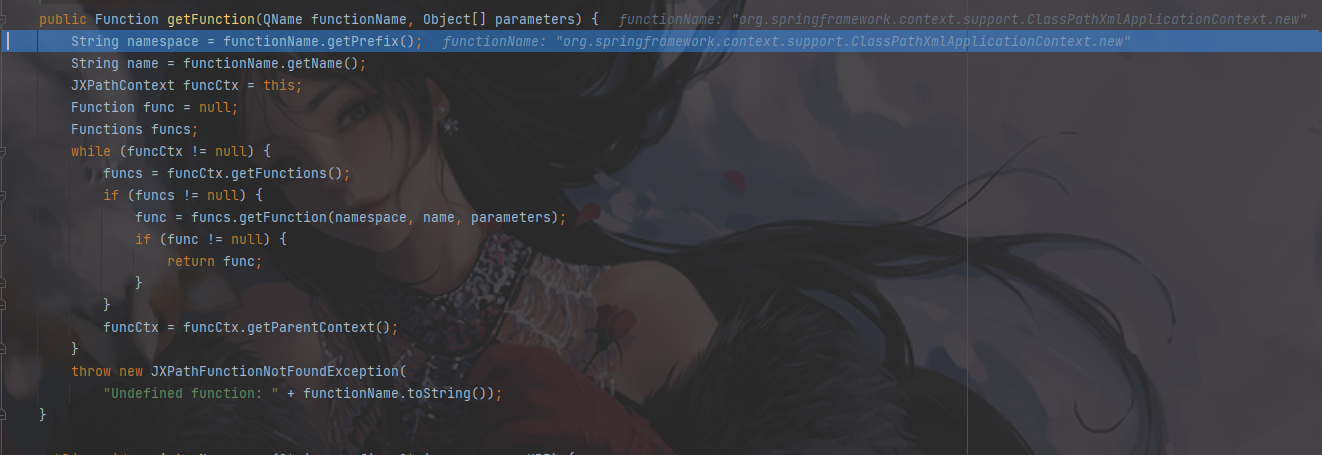 public Function getFunction(QName functionName, Object[] parameters) {   functionName: "org.springframework.context.support.ClassPathXmlApplicationContext.new"
    String namespace = functionName.getPrefix();   functionName: "org.springframework.context.support.ClassPathXmlApplicationContext.new"
    String name = functionName.getName();
    JXPathContext funcCtx = this;
    Function func = null;
    Functions funcs;
    while (funcCtx != null) {
        funcs = funcCtx.getFunctions();
        if (funcs != null) {
            func = funcs.getFunction(namespace, name, parameters);
            if (func != null) {
                return func;
            }
        }
        funcCtx = funcCtx.getParentContext();
    }
    throw new JXPathFunctionNotFoundException(
        "Undefined function: " + functionName.toString());
}